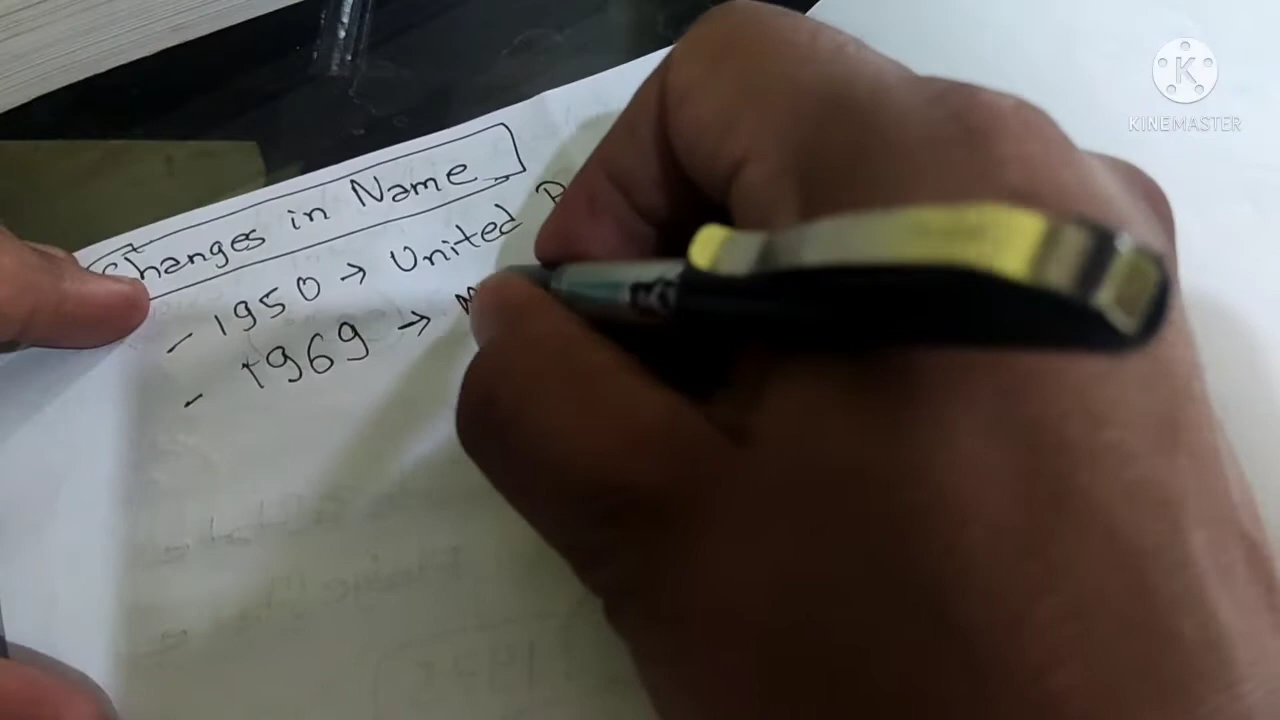 Changes in Name
- 1950 → United
- 1969 →
KINEMASTER